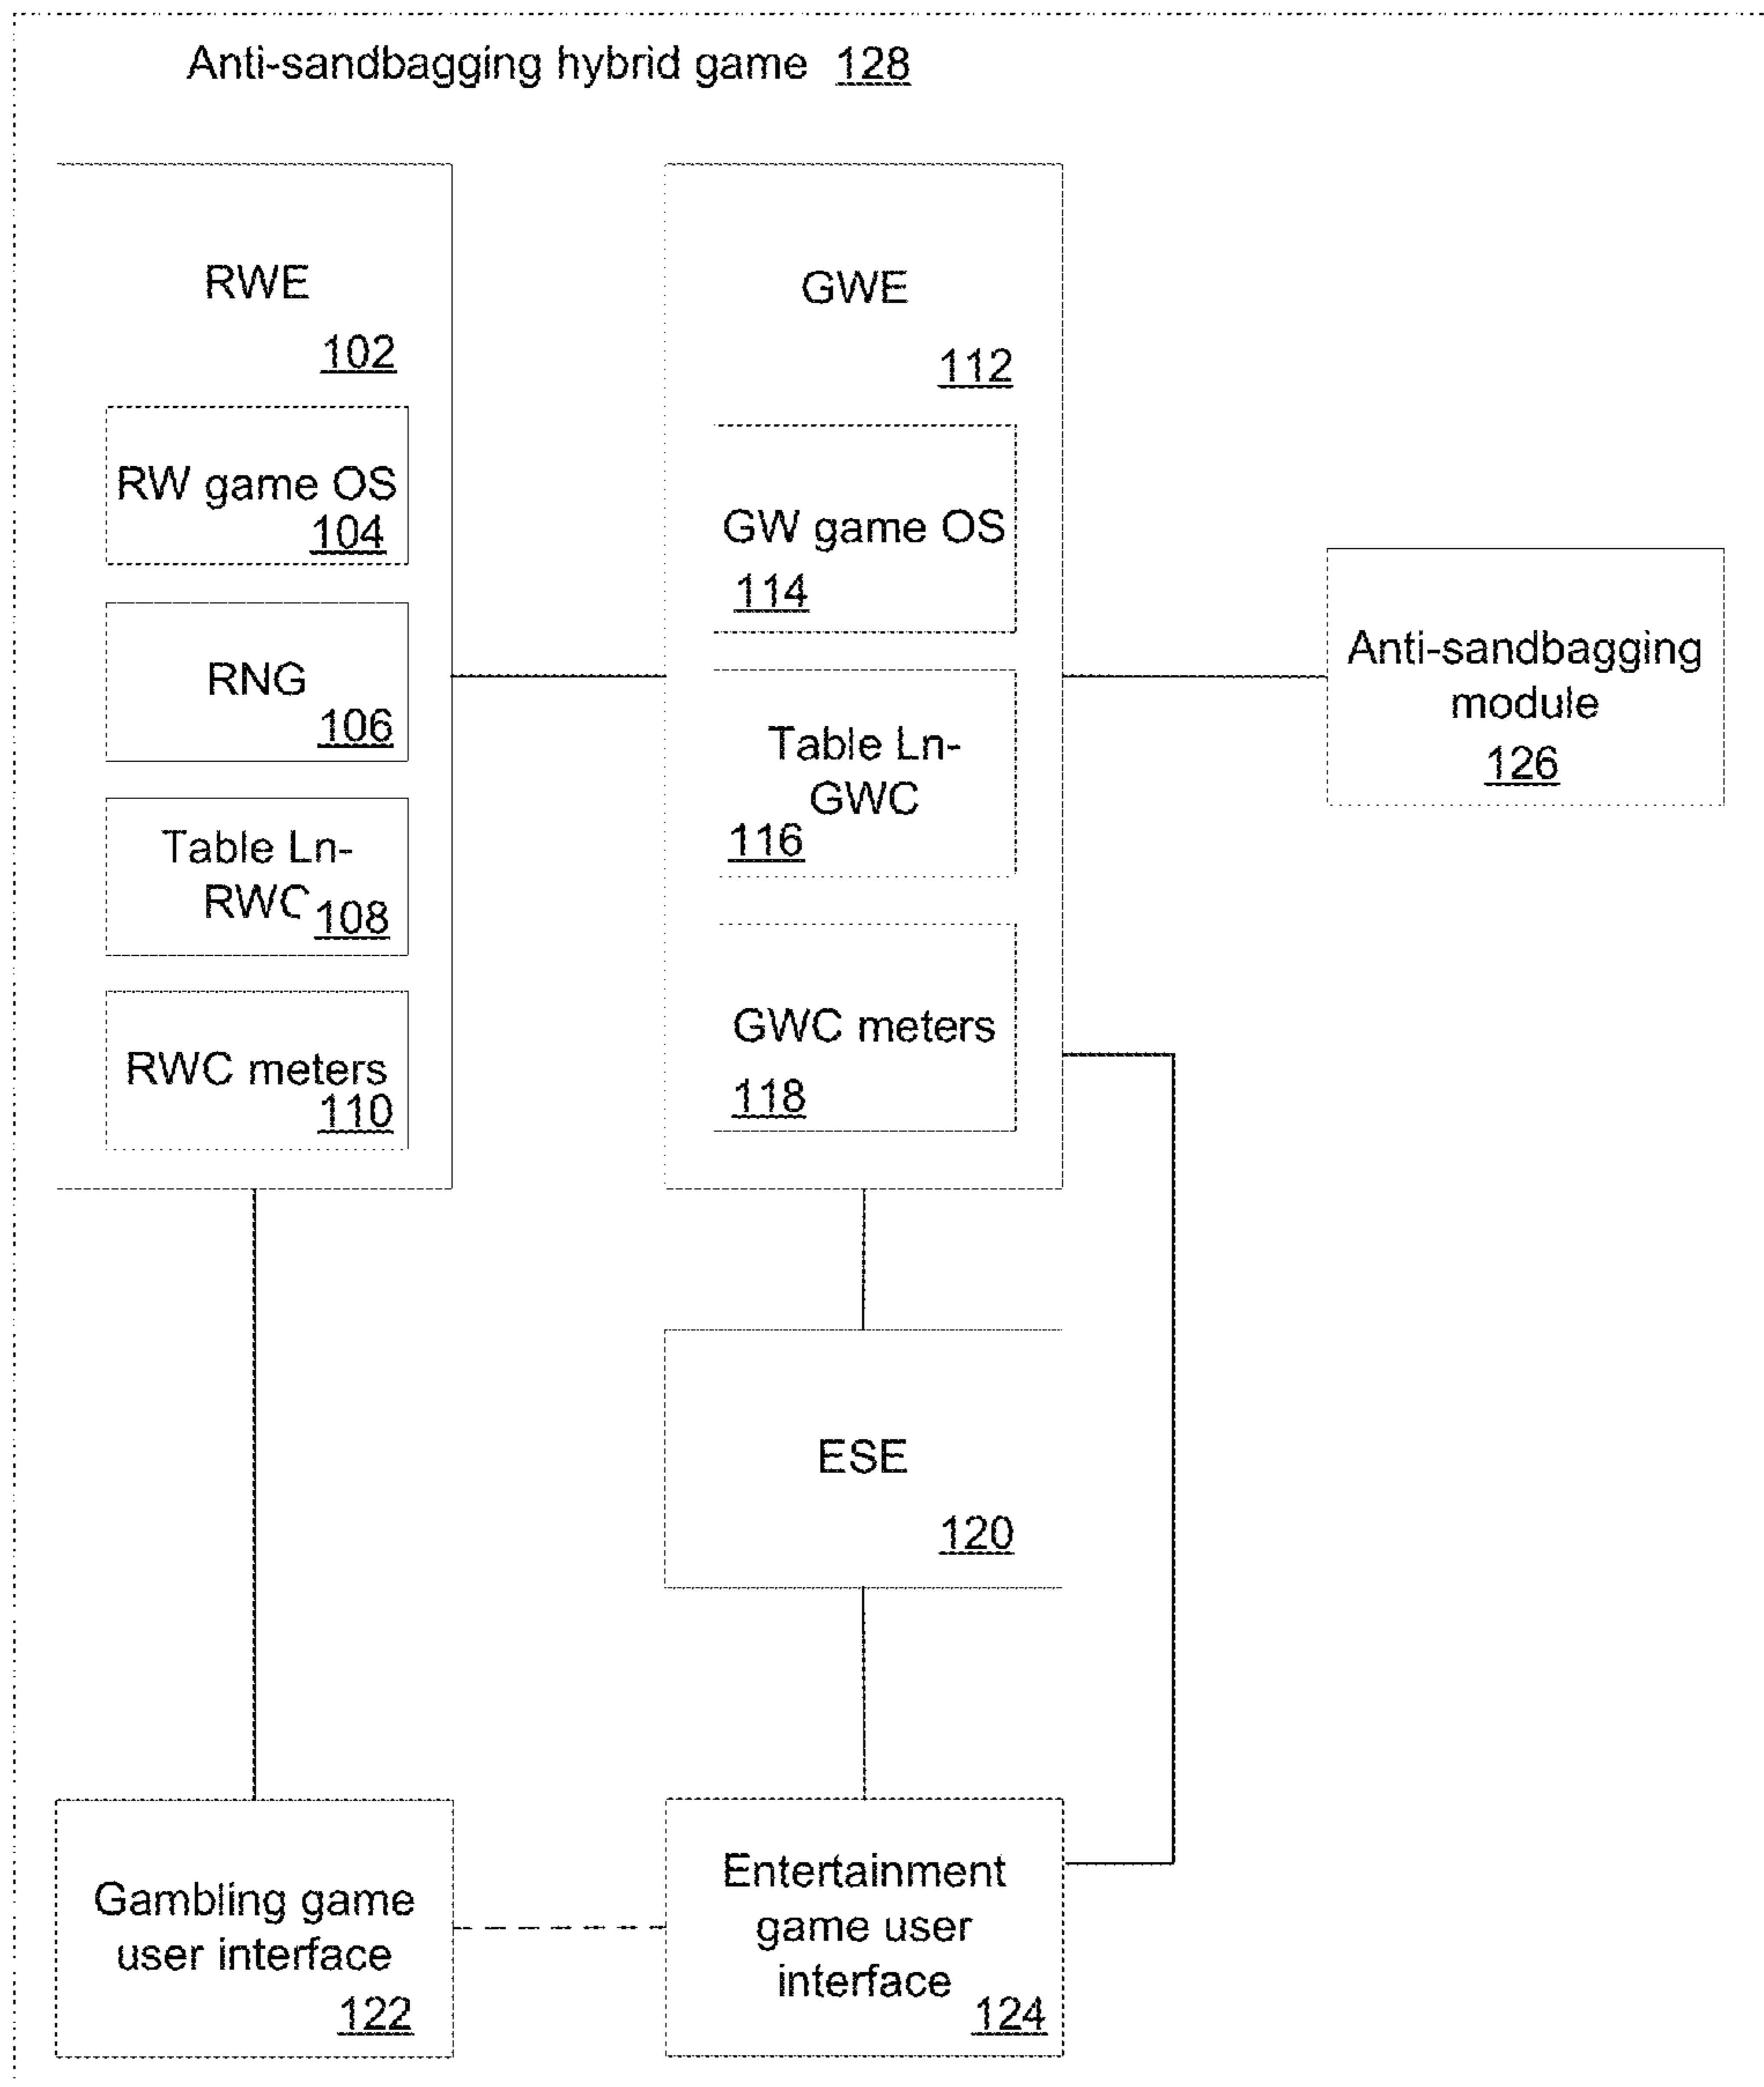 Anti-sandbagging hybrid game 128
RWE
102
RW game OS
104
RNG
106
Table Ln-
RWC
108
RWC meters
110
GWE
112
GW game OS
114
Table Ln-
GWC
116
GWC meters
118
Anti-sandbagging
module
126
ESE
120
Gambling game
user interface
122
Entertainment
game user
interface
124